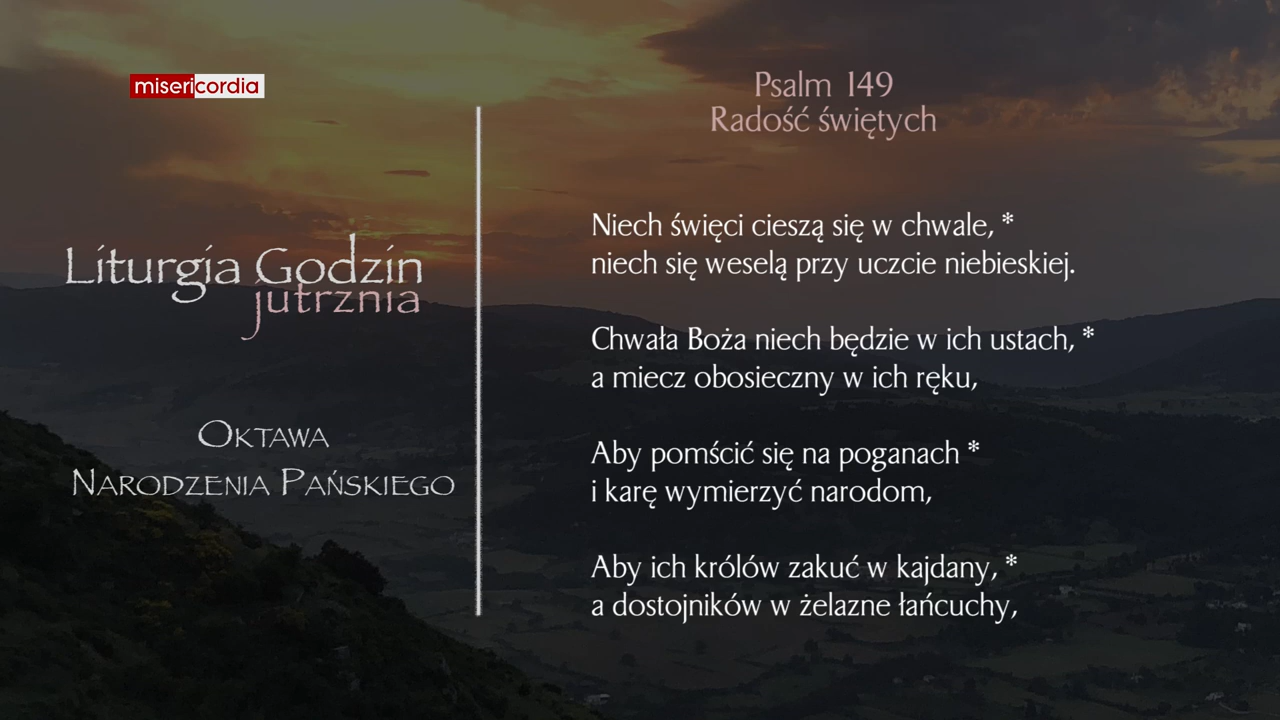 misericordia
Liturgia Godzin
jutrznia
Oktawa
Narodzenia Pańskiego
Psalm 149
Radość świętych
Niech święci cieszą się w chwale, *
niech się weselą przy uczcie niebieskiej.
Chwała Boża niech będzie w ich ustach, *
a miecz obosieczny w ich ręku,
Aby pomścić się na poganach *
i karę wymierzyć narodom,
Aby ich królów zakuć w kajdany, *
a dostojników w żelazne łańcuchy,